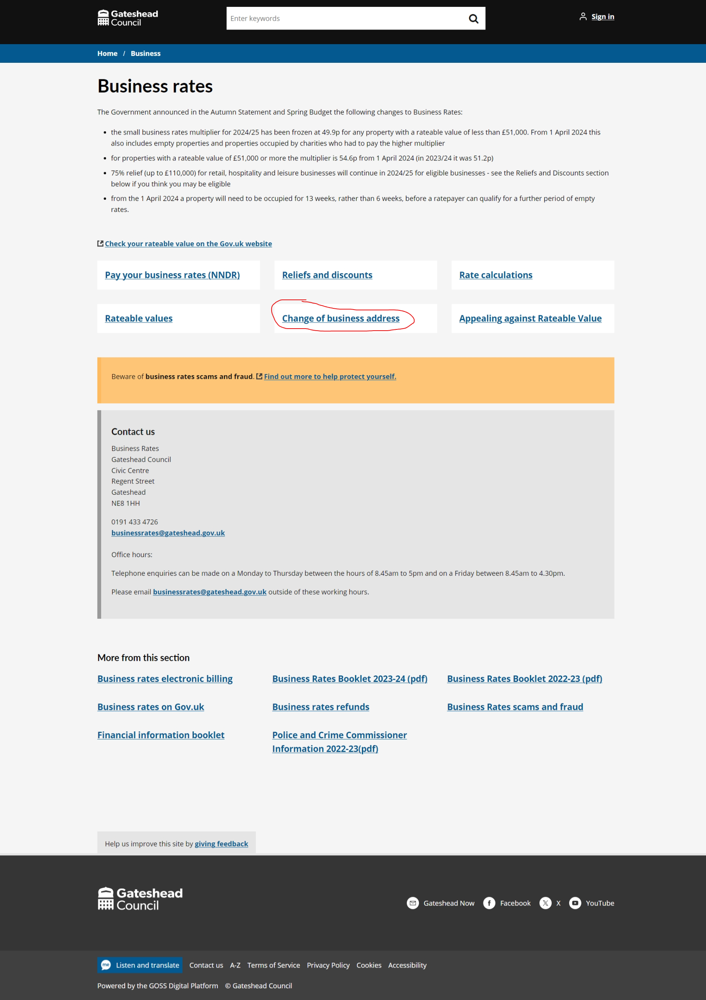 Gateshead
Council
Enter keywords
Sign in
Home / Business
Business rates
The Government announced in the Autumn Statement and Spring Budget the following changes to Business Rates:
the small business rates multiplier for 2024/25 has been frozen at 49.9p for any property with a rateable value of less than £51,000. From 1 April 2024 this
also includes empty properties and properties occupied by charities who had to pay the higher multiplier
for properties with a rateable value of £51,000 or more the multiplier is 54.6p from 1 April 2024 (in 2023/24 it was 51.2p)
75% relief (up to £110,000) for retail, hospitality and leisure businesses will continue in 2024/25 for eligible businesses - see the Reliefs and Discounts section
below if you think you may be eligible
from the 1 April 2024 a property will need to be occupied for 13 weeks, rather than 6 weeks, before a ratepayer can qualify for a further period of empty
rates.
Check your rateable value on the Gov.uk website
Pay your business rates (NNDR)
Reliefs and discounts
Rate calculations
Rateable values
Change of business address
Appealing against Rateable Value
Beware of business rates scams and fraud. Find out more to help protect yourself.
Contact us
Business Rates
Gateshead Council
Civic Centre
Regent Street
Gateshead
NE8 1HH
0191 433 4726
businessrates@gateshead.gov.uk
Office hours:
Telephone enquiries can be made on a Monday to Thursday between the hours of 8.45am to 5pm and on a Friday between 8.45am to 4.30pm.
Please email businessrates@gateshead.gov.uk outside of these working hours.
More from this section
Business rates electronic billing
Business Rates Booklet 2023-24 (pdf)
Business Rates Booklet 2022-23 (pdf)
Business rates on Gov.uk
Business rates refunds
Business Rates scams and fraud
Financial information booklet
Police and Crime Commissioner
Information 2022-23(pdf)
Help us improve this site by giving feedback
Gateshead
Council
Gateshead Now
Facebook
X
YouTube
me Listen and translate
Contact us A-Z Terms of Service Privacy Policy Cookies Accessibility
Powered by the GOSS Digital Platform © Gateshead Council